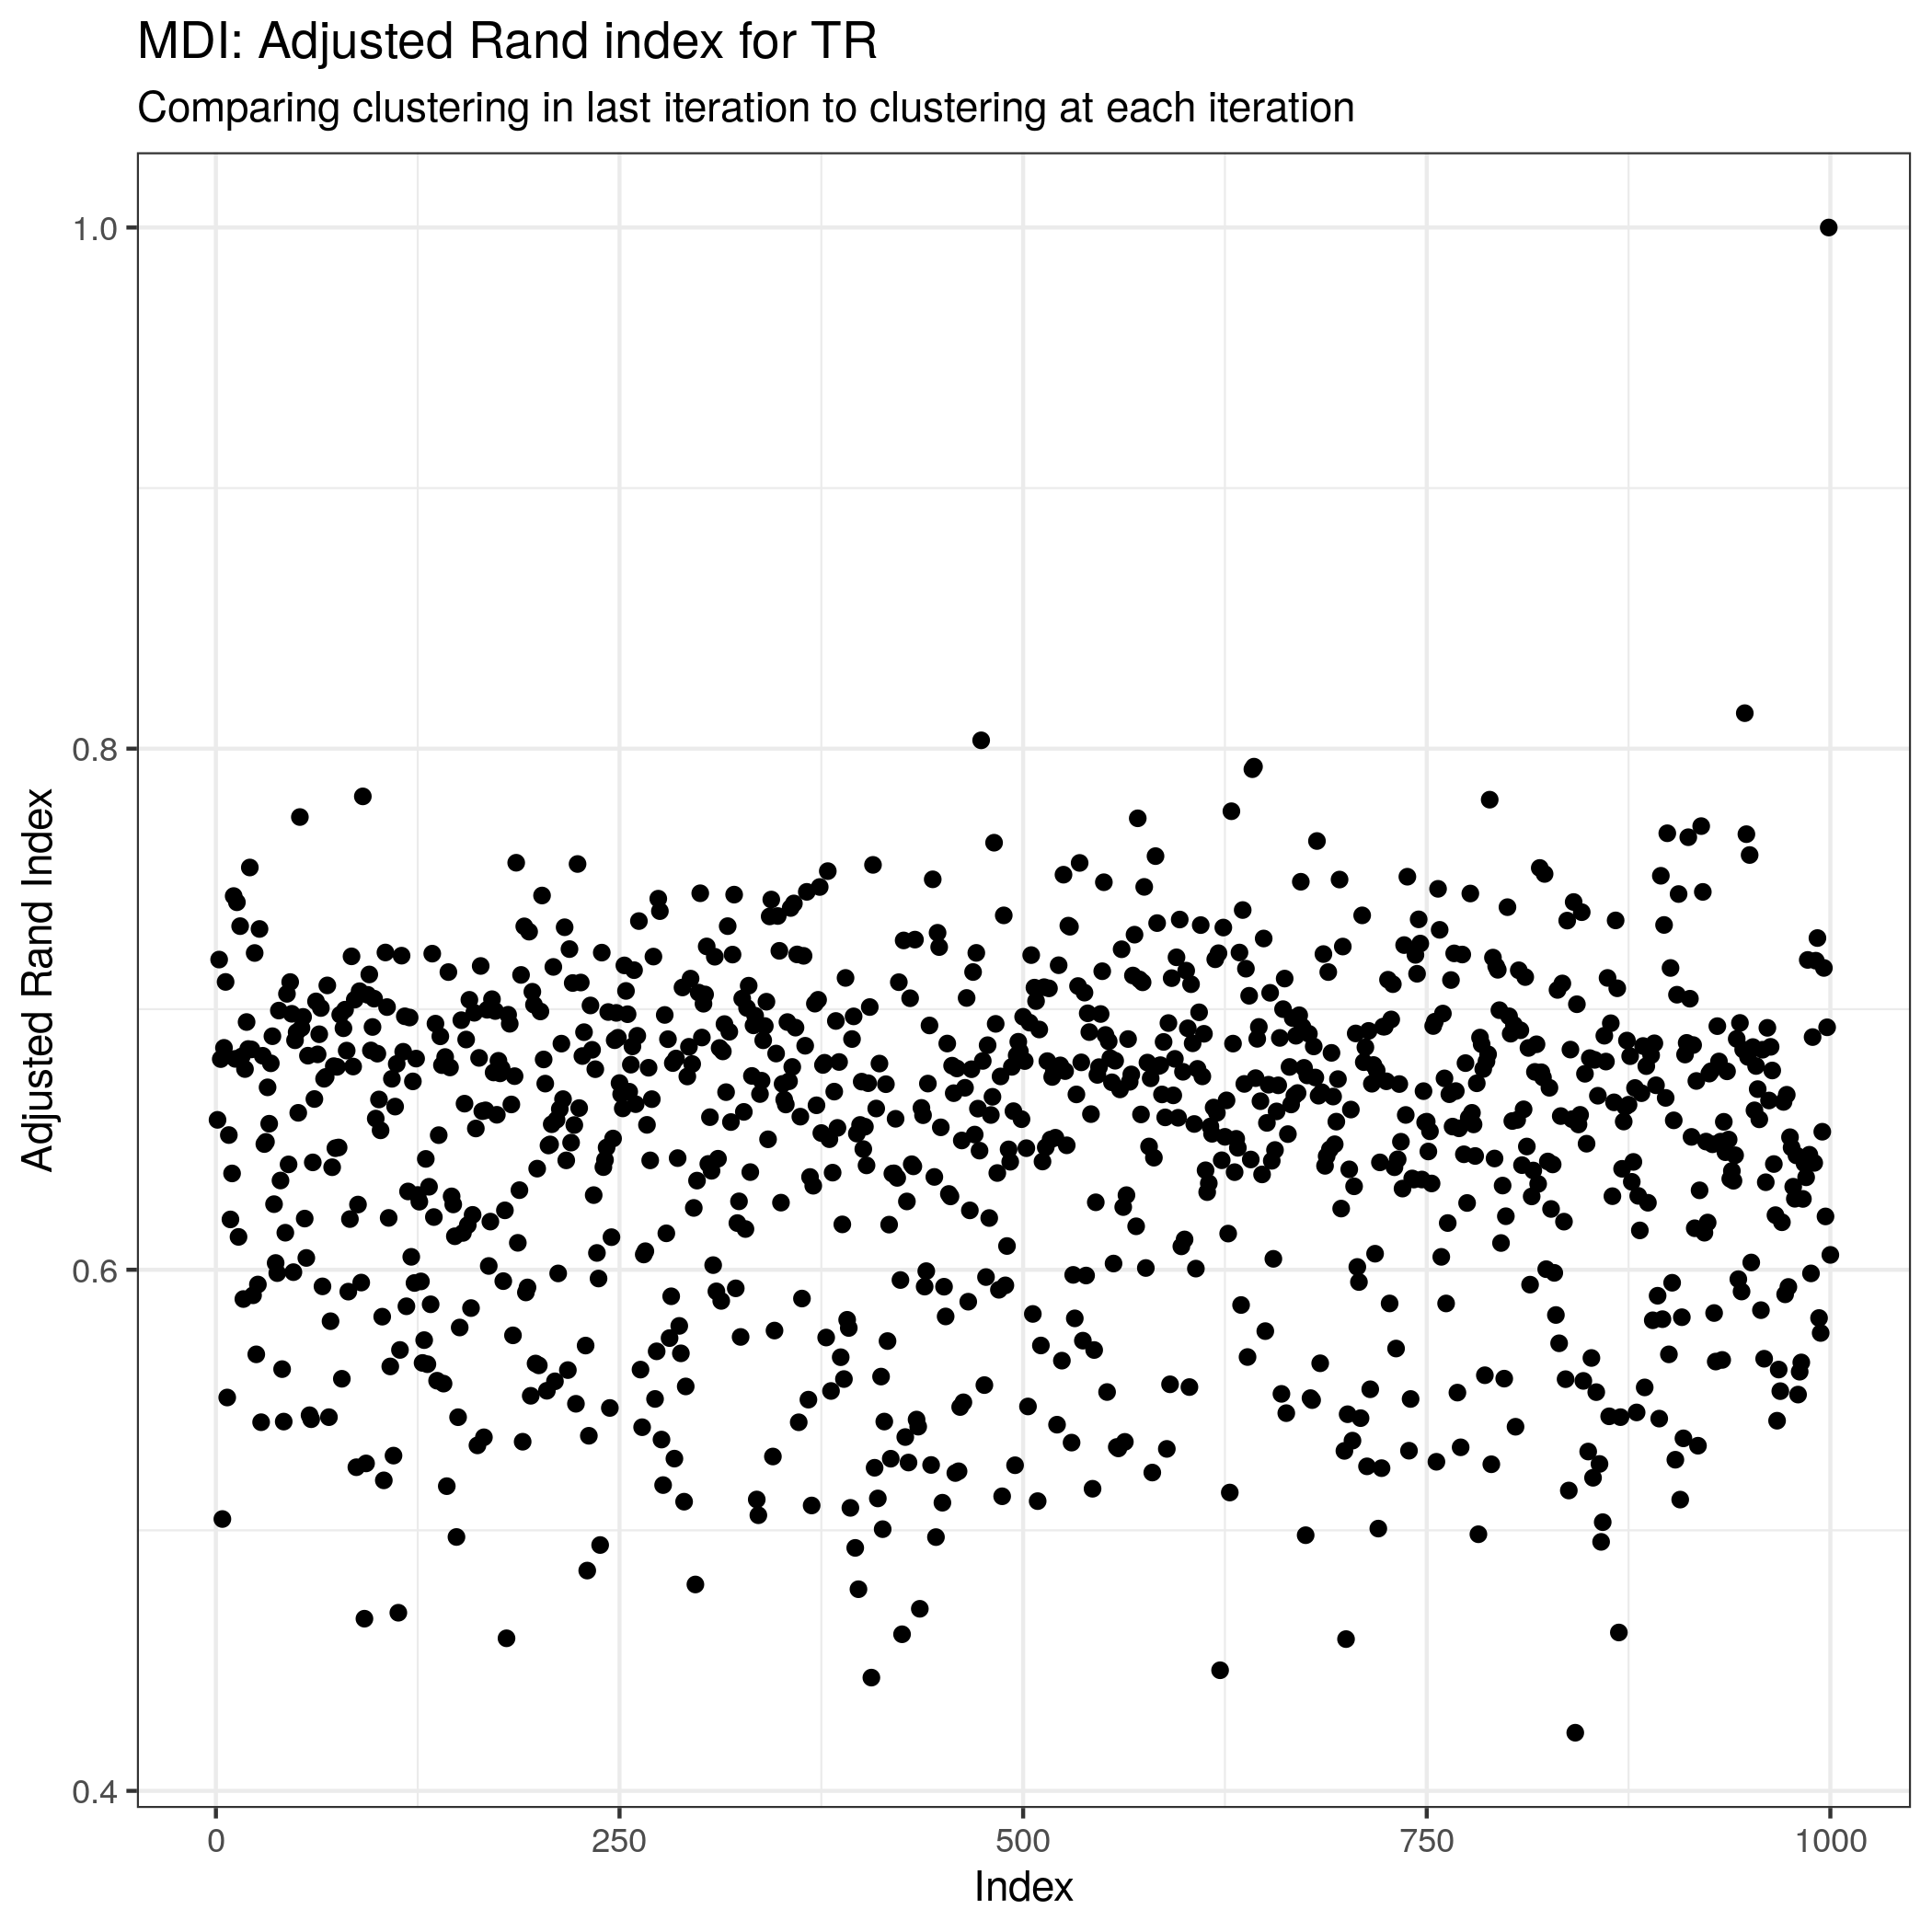 MDI: Adjusted Rand index for TR
Comparing clustering in last iteration to clustering at each iteration
1.0
0.8
0.6
0.4
Adjusted Rand Index
0 250 500 750 1000
Index